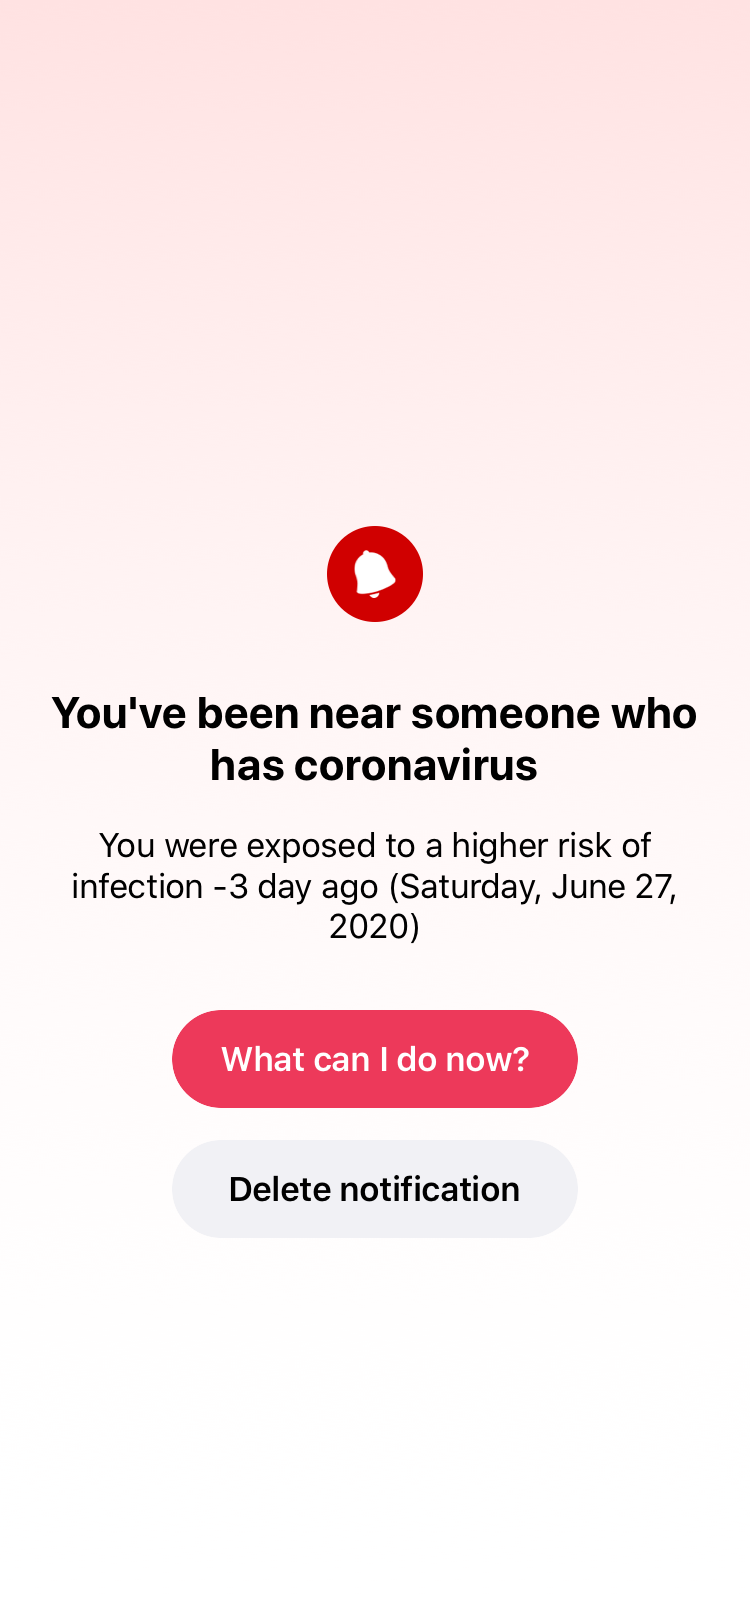 You've been near someone who
has coronavirus
You were exposed to a higher risk of
infection -3 day ago (Saturday, June 27,
2020)
What can I do now?
Delete notification